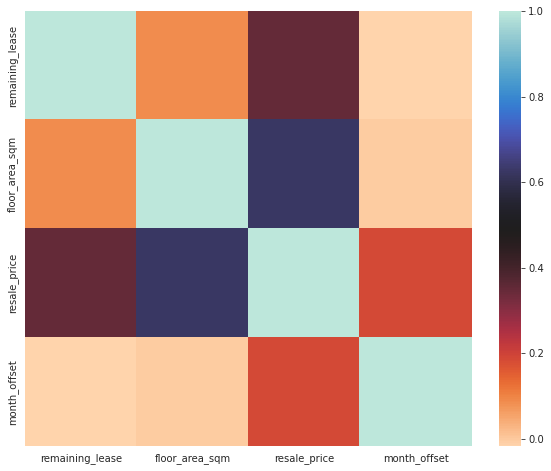 remaining_lease
floor_area_sqm
resale_price
month_offset
remaining_lease
floor_area_sqm
resale_price
month_offset
1.0
0.8
0.6
0.4
0.2
0.0